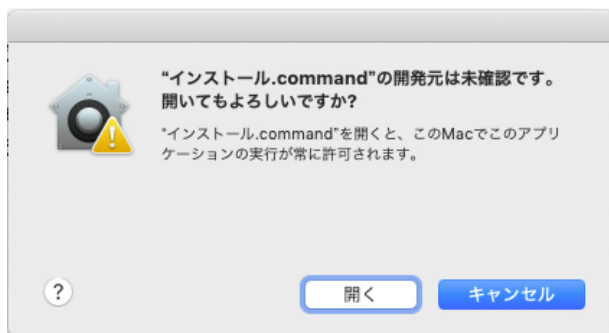 “インストール.command”の開発元は未確認です。
開いてもよろしいですか?
“インストール.command”を開くと、このMacでこのアプリ
ケーションの実行が常に許可されます。
?
開く
キャンセル